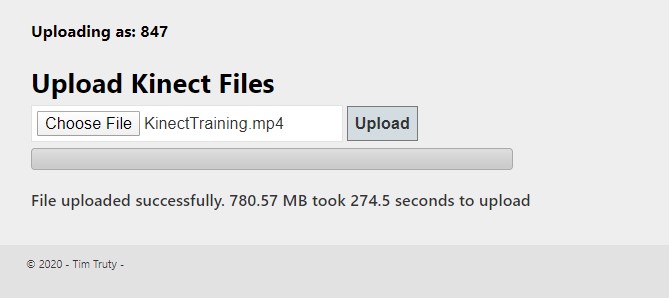 Uploading as: 847
Upload Kinect Files
Choose File KinectTraining.mp4 Upload
File uploaded successfully. 780.57 MB took 274.5 seconds to upload
© 2020 - Tim Truty -